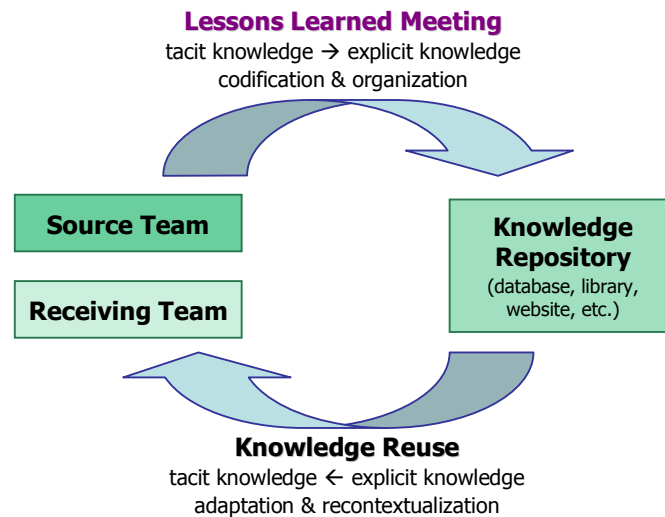 Lessons Learned Meeting
tacit knowledge → explicit knowledge
codification & organization
Source Team
Receiving Team
Knowledge
Repository
(database, library,
website, etc.)
Knowledge Reuse
tacit knowledge ← explicit knowledge
adaptation & recontextualization